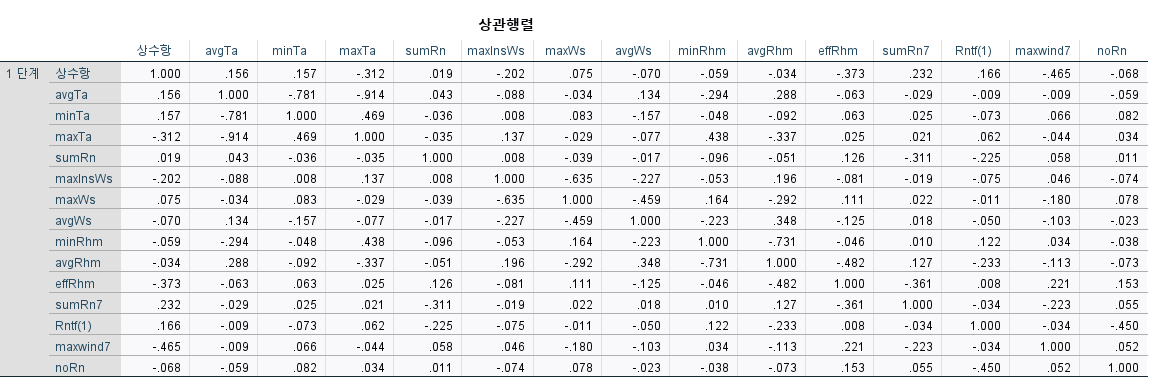 상관행렬
상수항 avgTa minTa maxTa sumRn maxInsWs maxWs avgWs minRhm avgRhm effRhm sumRn7 Rntf(1) maxwind7 noRn
1 단계 상수항 1.000 .156 .157 -.312 .019 -.202 .075 -.070 -.059 -.034 -.373 .232 .166 -.465 -.068
avgTa .156 1.000 -.781 -.914 .043 -.088 -.034 .134 -.294 .288 -.063 -.029 -.009 -.009 -.059
minTa .157 -.781 1.000 .469 -.036 .008 .083 -.157 -.048 -.092 .063 .025 -.073 .066 .082
maxTa -.312 -.914 .469 1.000 -.035 .137 -.029 -.077 .438 -.337 .025 .021 .062 -.044 .034
sumRn .019 .043 -.036 -.035 1.000 .008 -.039 -.017 -.096 -.051 .126 -.311 -.225 .058 .011
maxInsWs -.202 -.088 .008 .137 .008 1.000 -.635 -.227 -.053 .196 -.081 -.019 -.075 .046 -.074
maxWs .075 -.034 .083 -.029 -.039 -.635 1.000 -.459 .164 -.292 .111 .022 -.011 -.180 .078
avgWs -.070 .134 -.157 -.077 -.017 -.227 -.459 1.000 -.223 .348 -.125 .018 -.050 -.103 -.023
minRhm -.059 -.294 -.048 .438 -.096 -.053 .164 -.223 1.000 -.731 -.046 .010 .122 .034 -.038
avgRhm -.034 .288 -.092 -.337 -.051 .196 -.292 .348 -.731 1.000 -.482 .127 -.233 -.113 -.073
effRhm -.373 -.063 .063 .025 .126 -.081 .111 -.125 -.046 -.482 1.000 -.361 .008 .221 .153
sumRn7 .232 -.029 .025 .021 -.311 -.019 .022 .018 .010 .127 -.361 1.000 -.034 -.223 .055
Rntf(1) .166 -.009 -.073 .062 -.225 -.075 -.011 -.050 .122 -.233 .008 -.034 1.000 -.034 -.450
maxwind7 -.465 -.009 .066 -.044 .058 .046 -.180 -.103 .034 -.113 .221 -.223 -.034 1.000 .052
noRn -.068 -.059 .082 .034 .011 -.074 .078 -.023 -.038 -.073 .153 .055 -.450 .052 1.000